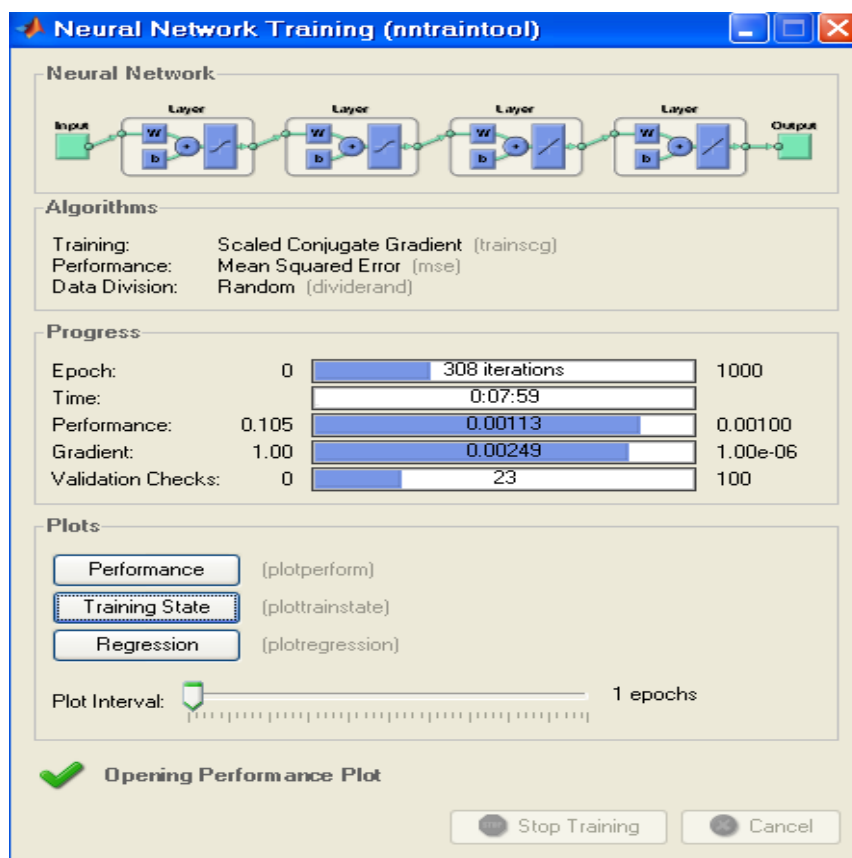 Neural Network Training (nntraintool)
Neural Network
Layer Layer Layer Layer
Input Output
W W W W
b b b b
Algorithms
Training: Scaled Conjugate Gradient (trainscg)
Performance: Mean Squared Error (mse)
Data Division: Random (dividerand)
Progress
Epoch: 0 308 iterations 1000
Time: 0:07:59
Performance: 0.105 0.00113 0.00100
Gradient: 1.00 0.00249 1.00e-06
Validation Checks: 0 23 100
Plots
Performance (plotperform)
Training State (plottrainstate)
Regression (plotregression)
Plot Interval: 1 epochs
Opening Performance Plot
Stop Training Cancel